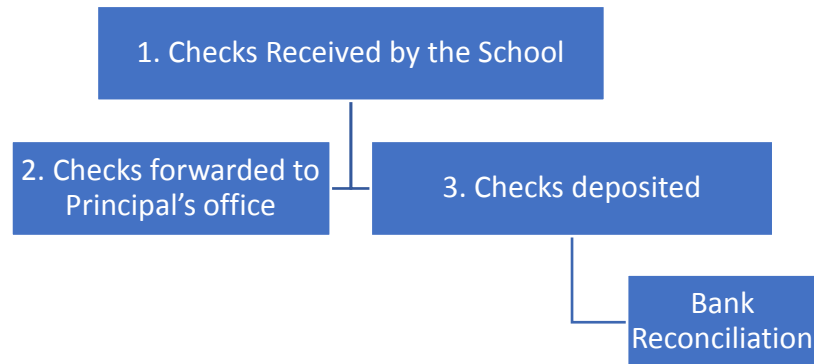 1. Checks Received by the School
2. Checks forwarded to
Principal’s office
3. Checks deposited
Bank
Reconciliation